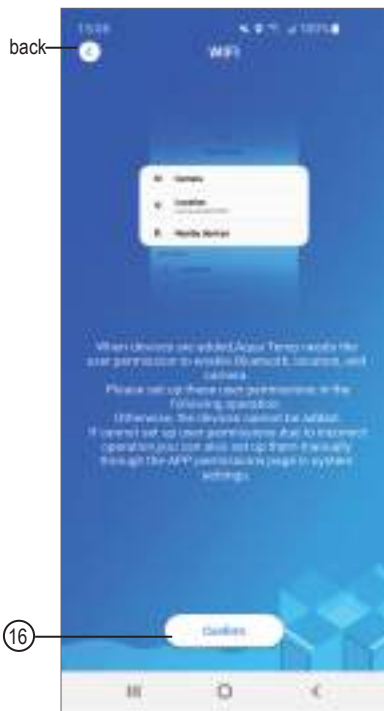 back
WIFI
Camera
Location
Nearby devices
When devices are added,Aqua Temp needs the
user permission to enable Bluetooth, location, and
camera.
Please set up these user permissions in the
following operation.
Otherwise, the devices cannot be added.
If cannot set up user permissions due to incorrect
operation,you can also set up them manually
through the APP permissions page in system
settings.
16
Confirm